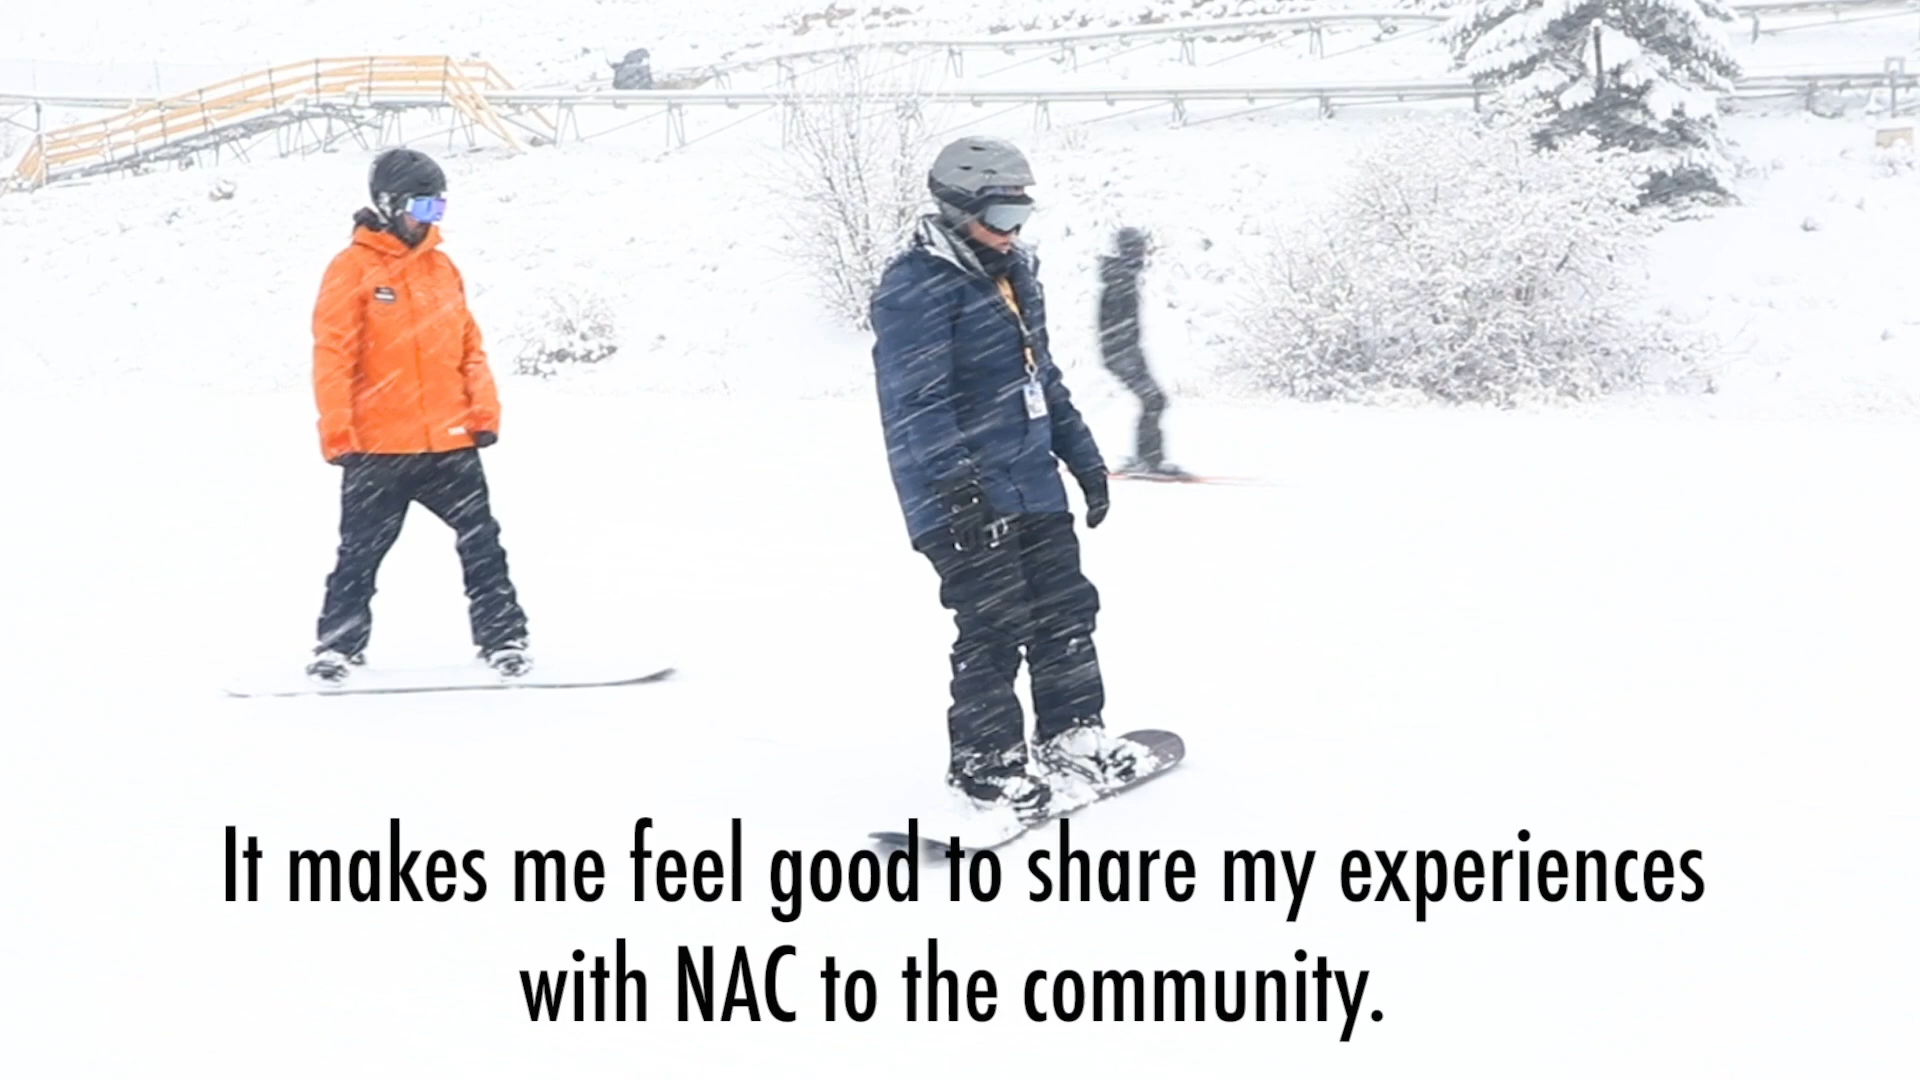 It makes me feel good to share my experiences
with NAC to the community.